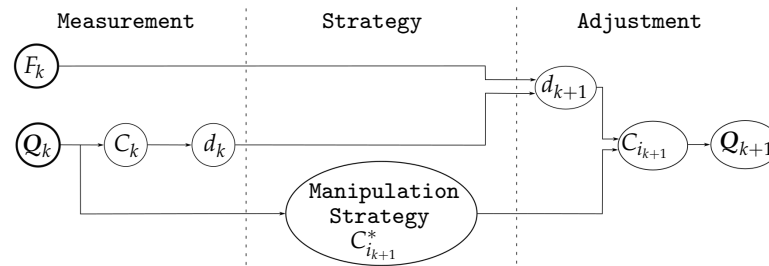 Measurement Strategy Adjustment
F_k
d_{k+1}
Q_k C_k d_k C_{i_{k+1}} Q_{k+1}
Manipulation
Strategy
C^*_{i_{k+1}}